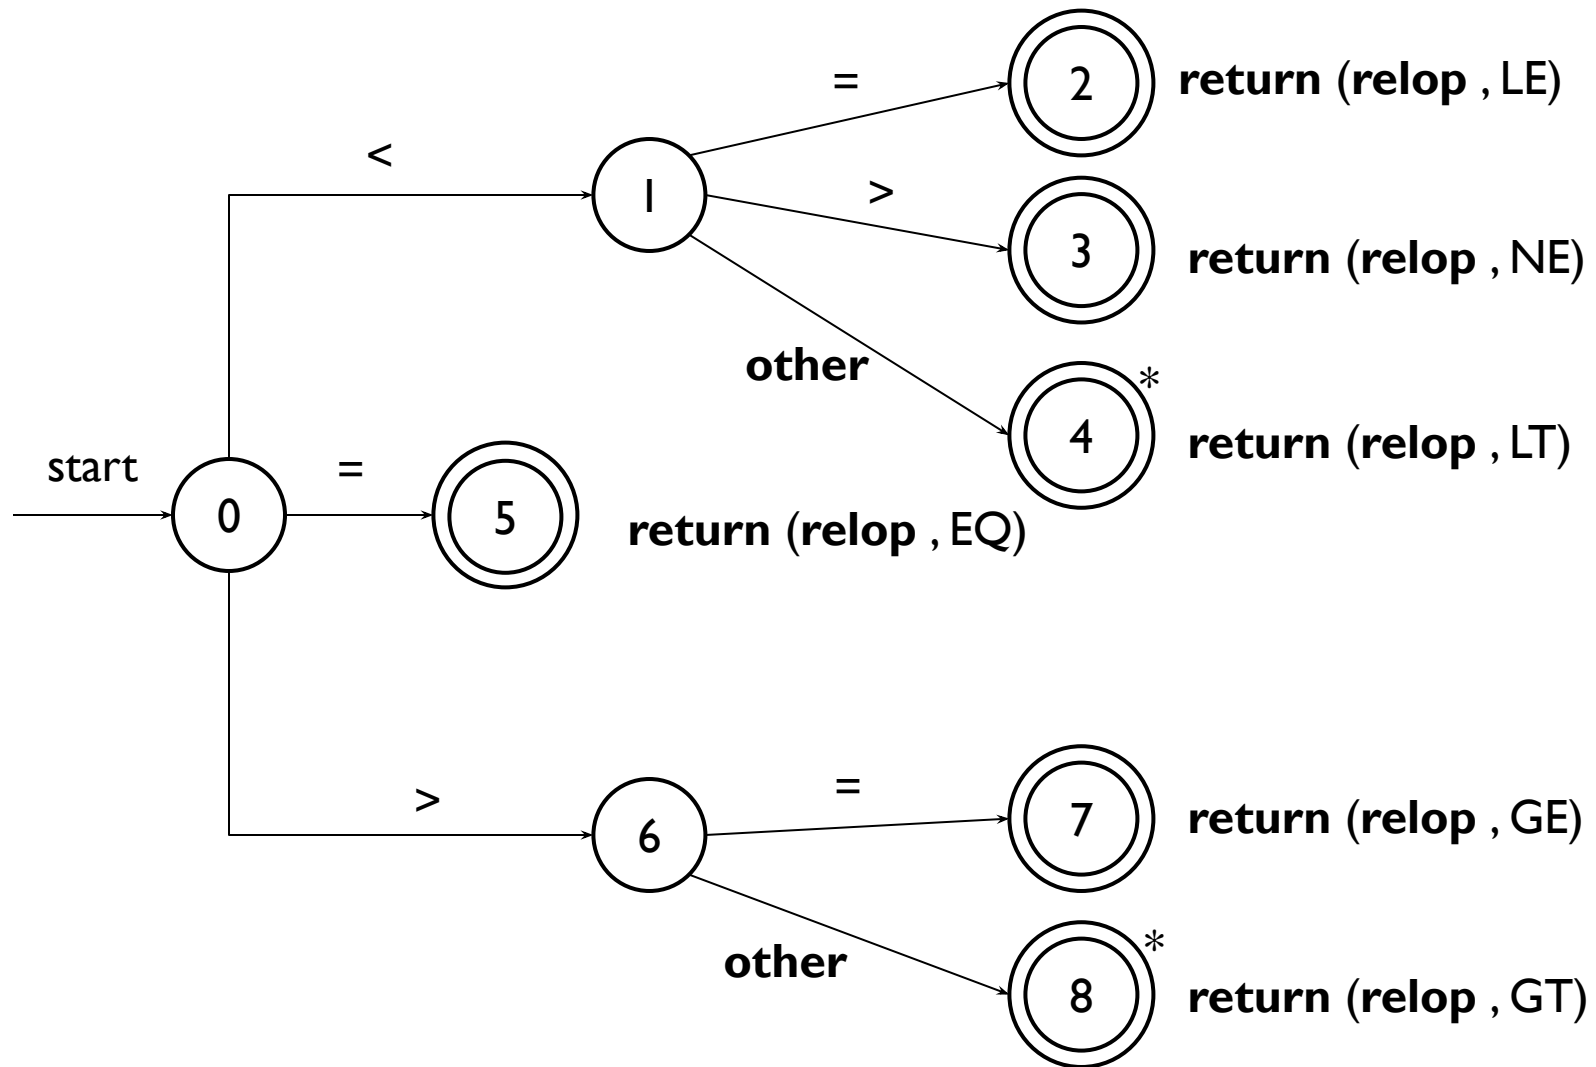 =
2
return (relop , LE)
<
1
>
3
return (relop , NE)
other
*
4
return (relop , LT)
start
0
=
5
return (relop , EQ)
>
6
=
7
return (relop , GE)
other
*
8
return (relop , GT)